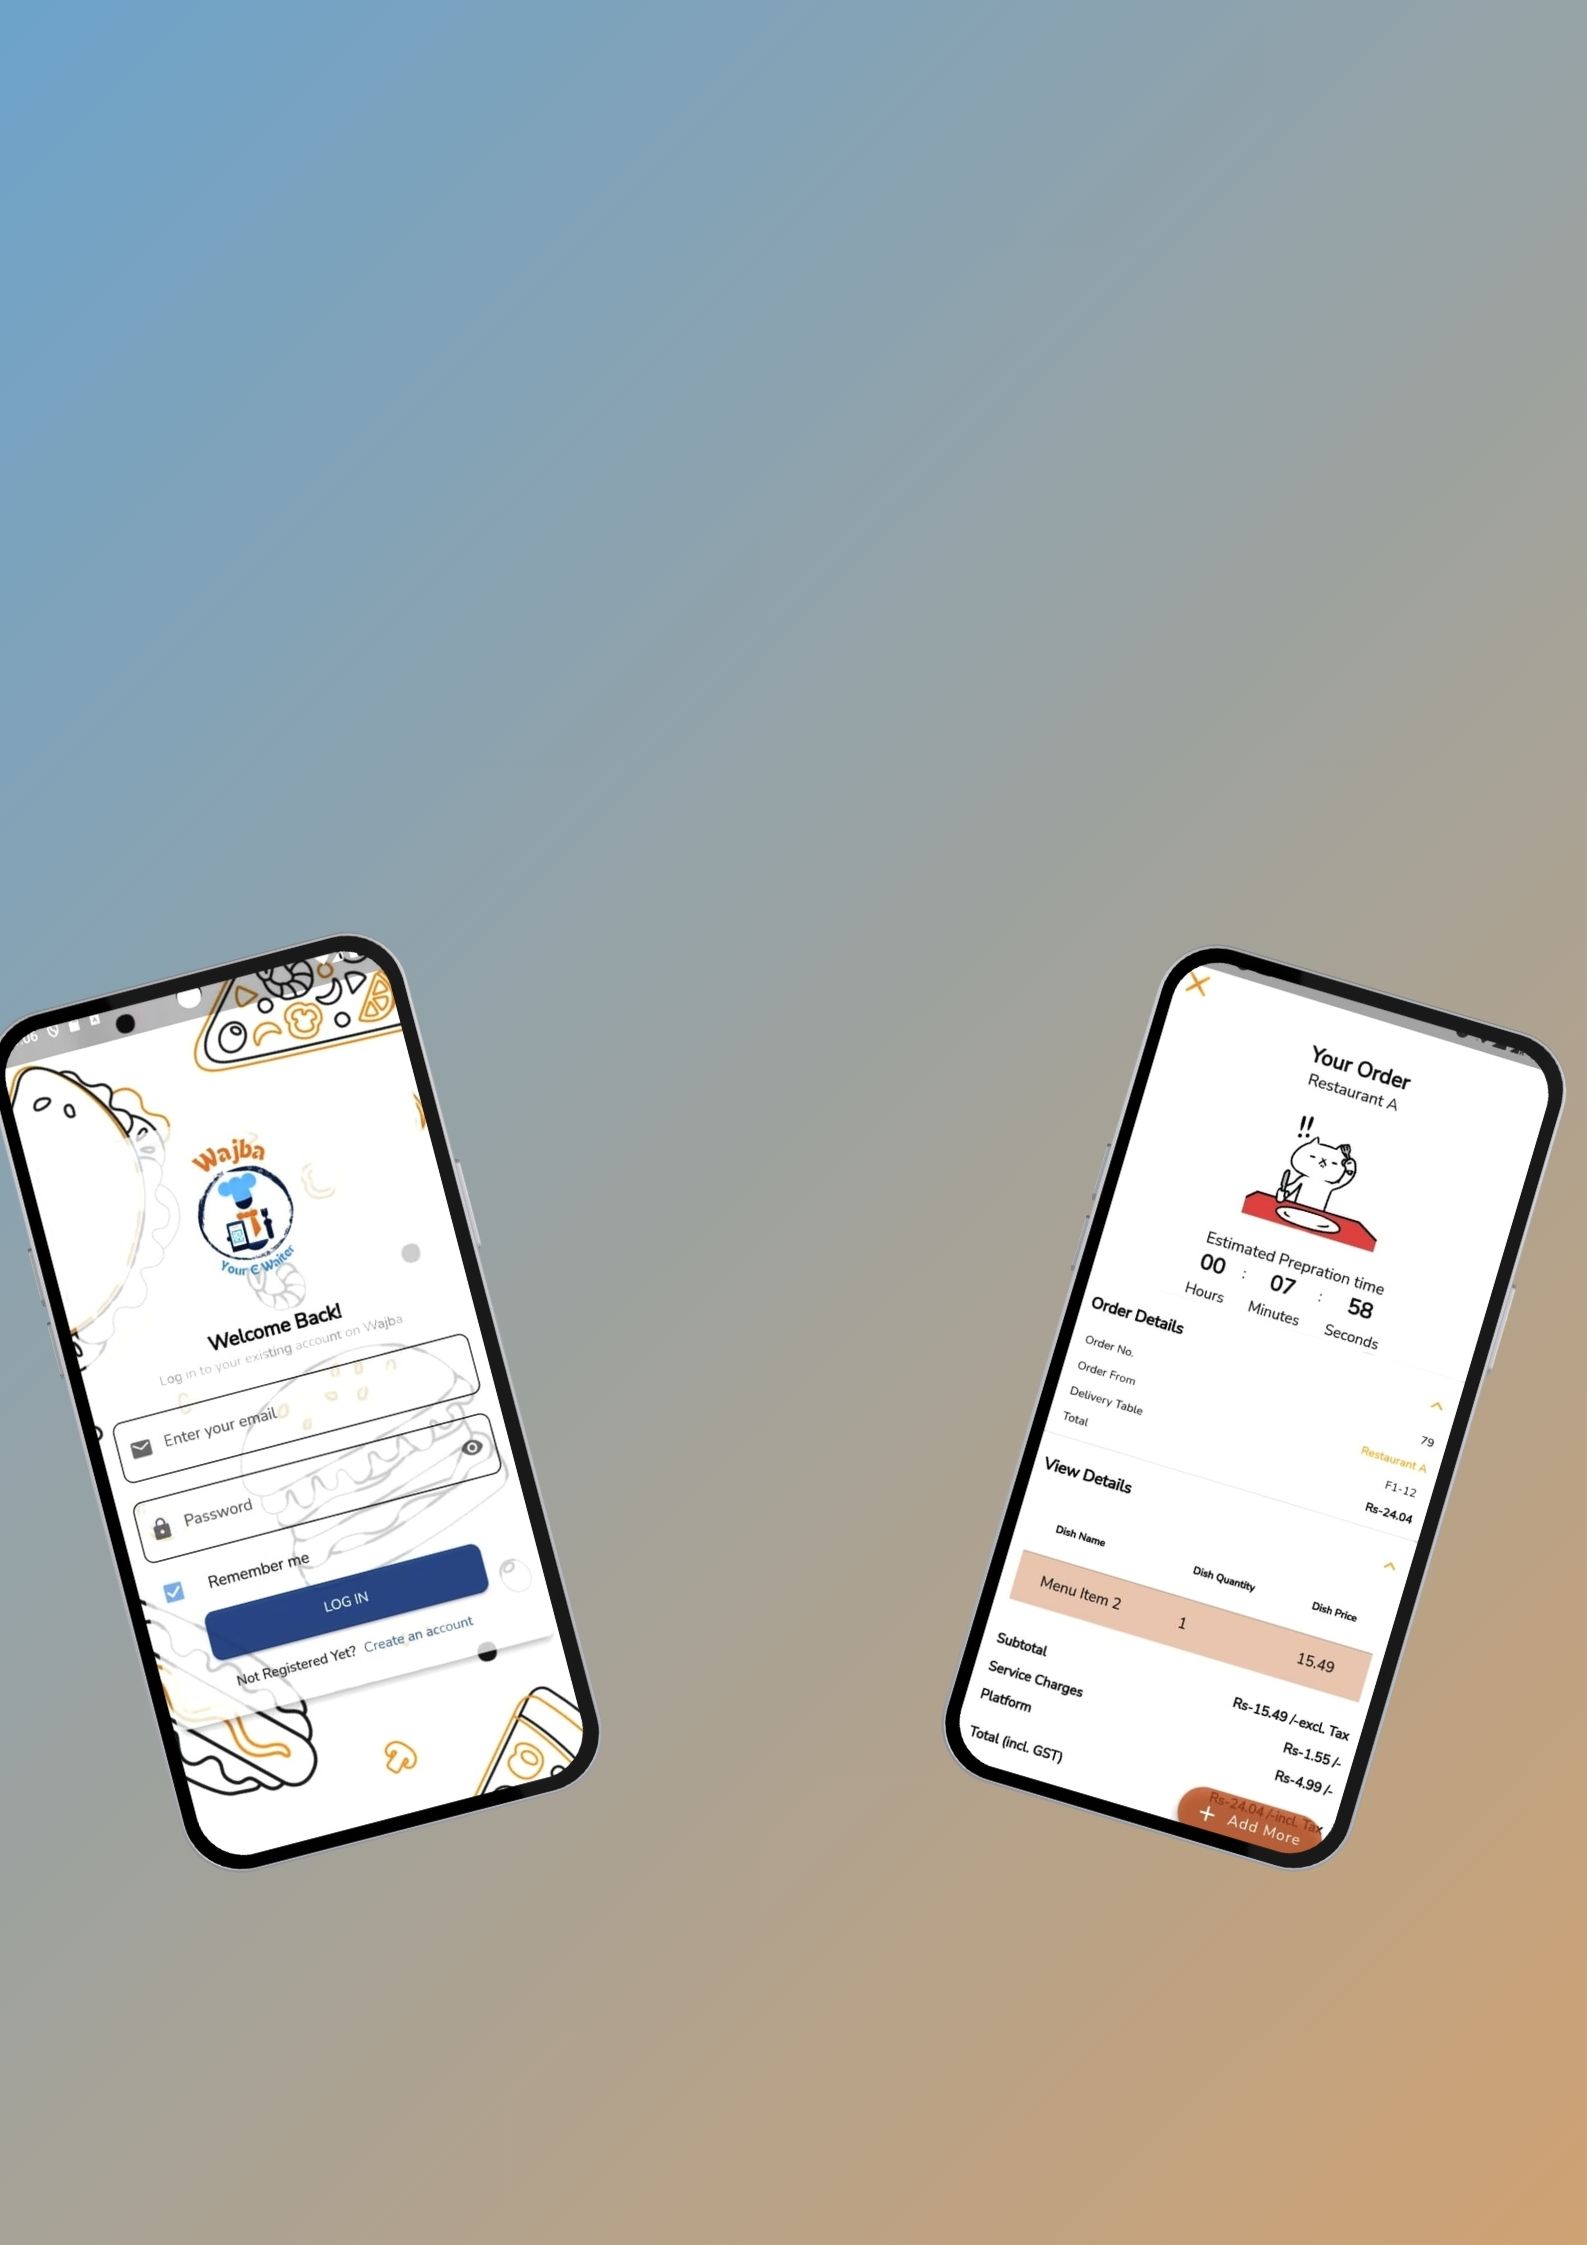 Wajba
Your E Waiter
Welcome Back!
Log in to your existing account on Wajba
Enter your email
Password
Remember me
LOG IN
Not Registered Yet? Create an account
Your Order
Restaurant A
!!
Estimated Prepration time
00 : 07 : 58
Hours Minutes Seconds
Order Details
Order No. 79
Order From Restaurant A
Delivery Table F1-12
Total Rs-24.04
View Details
Dish Name Dish Quantity Dish Price
Menu Item 2 1 15.49
Subtotal Rs-15.49 /-excl. Tax
Service Charges Rs-1.55 /-
Platform Rs-4.99 /-
Total (incl. GST) Rs-24.04 /-incl. Tax
+ Add More